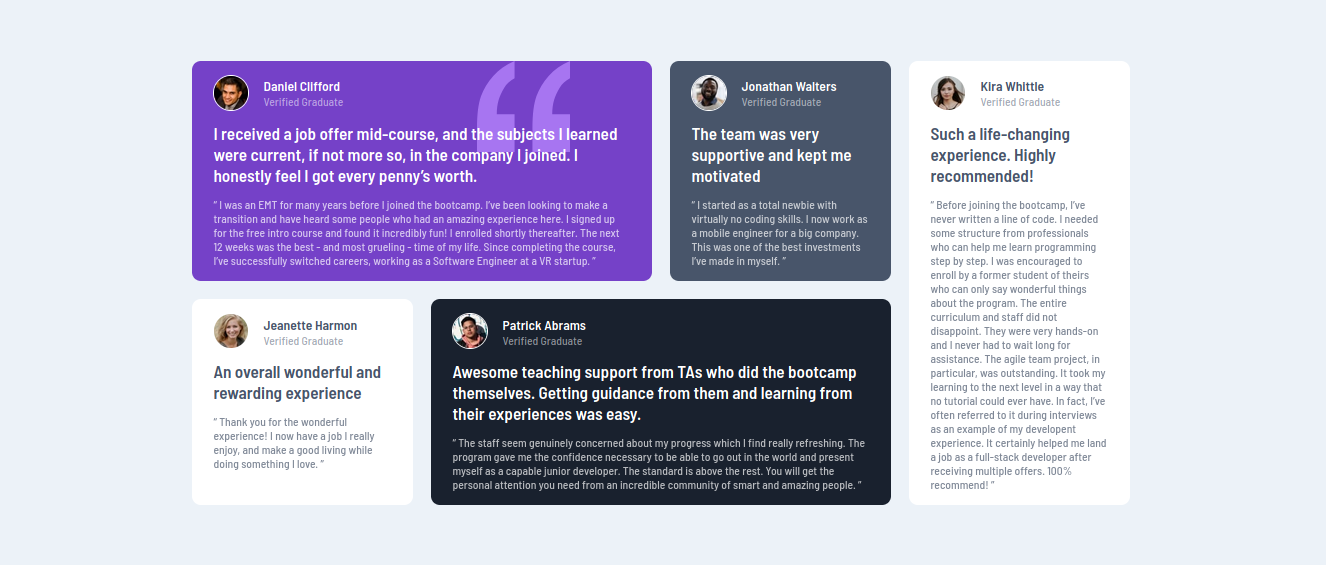 Daniel Clifford
Verified Graduate
I received a job offer mid-course, and the subjects I learned
were current, if not more so, in the company I joined. I
honestly feel I got every penny’s worth.
“ I was an EMT for many years before I joined the bootcamp. I’ve been looking to make a
transition and have heard some people who had an amazing experience here. I signed up
for the free intro course and found it incredibly fun! I enrolled shortly thereafter. The next
12 weeks was the best - and most grueling - time of my life. Since completing the course,
I’ve successfully switched careers, working as a Software Engineer at a VR startup. ”
Jonathan Walters
Verified Graduate
The team was very
supportive and kept me
motivated
“ I started as a total newbie with
virtually no coding skills. I now work as
a mobile engineer for a big company.
This was one of the best investments
I’ve made in myself. ”
Kira Whittle
Verified Graduate
Such a life-changing
experience. Highly
recommended!
“ Before joining the bootcamp, I’ve
never written a line of code. I needed
some structure from professionals
who can help me learn programming
step by step. I was encouraged to
enroll by a former student of theirs
who can only say wonderful things
about the program. The entire
curriculum and staff did not
disappoint. They were very hands-on
and I never had to wait long for
assistance. The agile team project, in
particular, was outstanding. It took my
learning to the next level in a way that
no tutorial could ever have. In fact, I’ve
often referred to it during interviews
as an example of my developent
experience. It certainly helped me land
a job as a full-stack developer after
receiving multiple offers. 100%
recommend! ”
Jeanette Harmon
Verified Graduate
An overall wonderful and
rewarding experience
“ Thank you for the wonderful
experience! I now have a job I really
enjoy, and make a good living while
doing something I love. ”
Patrick Abrams
Verified Graduate
Awesome teaching support from TAs who did the bootcamp
themselves. Getting guidance from them and learning from
their experiences was easy.
“ The staff seem genuinely concerned about my progress which I find really refreshing. The
program gave me the confidence necessary to be able to go out in the world and present
myself as a capable junior developer. The standard is above the rest. You will get the
personal attention you need from an incredible community of smart and amazing people. ”